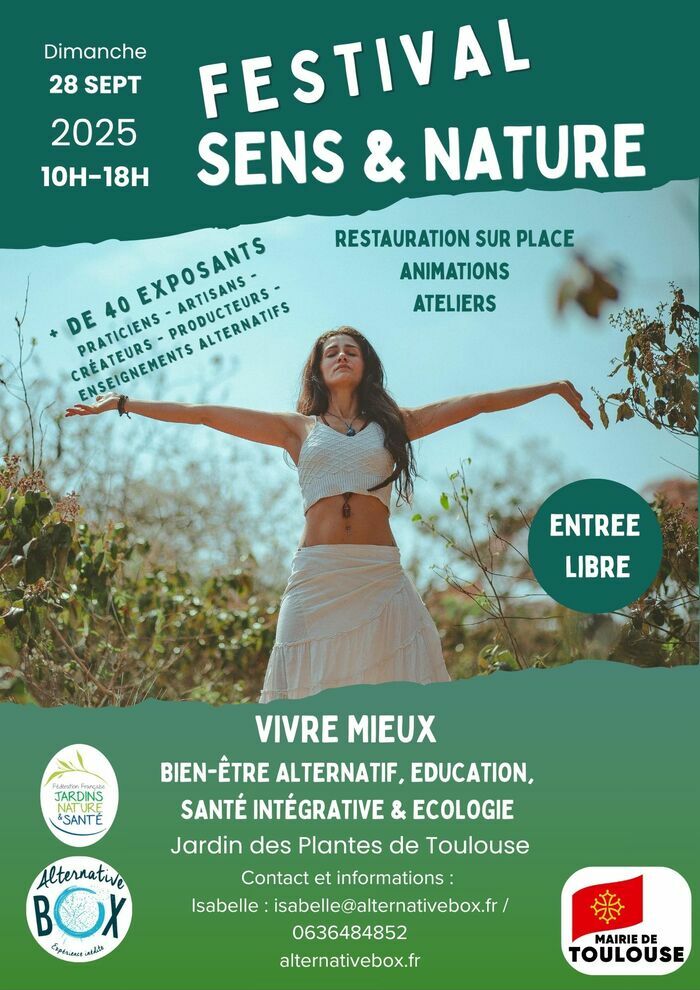 Dimanche
28 SEPT
2025
10H-18H
FESTIVAL
SENS & NATURE
+ DE 40 EXPOSANTS
PRATICIENS - ARTISANS -
CRÉATEURS - PRODUCTEURS -
ENSEIGNEMENTS ALTERNATIFS
RESTAURATION SUR PLACE
ANIMATIONS
ATELIERS
ENTREE
LIBRE
VIVRE MIEUX
BIEN-ÊTRE ALTERNATIF, EDUCATION,
SANTÉ INTÉGRATIVE & ECOLOGIE
Jardin des Plantes de Toulouse
Contact et informations :
Isabelle : isabelle@alternativebox.fr /
0636484852
alternativebox.fr
Fédération Française
JARDINS
NATURE
&SANTÉ
Alternative
BOX
Expérience inédite
MAIRIE DE
TOULOUSE